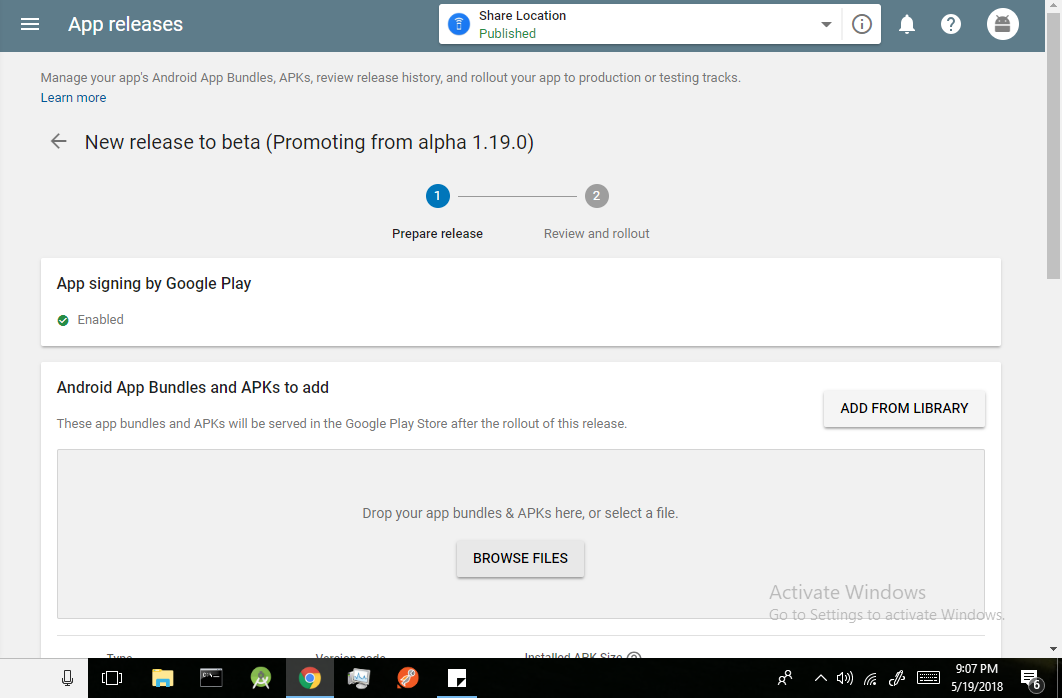 App releases
Share Location
Published
Manage your app's Android App Bundles, APKs, review release history, and rollout your app to production or testing tracks.
Learn more
New release to beta (Promoting from alpha 1.19.0)
1
2
Prepare release
Review and rollout
App signing by Google Play
Enabled
Android App Bundles and APKs to add
These app bundles and APKs will be served in the Google Play Store after the rollout of this release.
ADD FROM LIBRARY
Drop your app bundles & APKs here, or select a file.
BROWSE FILES
Activate Windows
Go to Settings to activate Windows.
Type
Version code
Installed APK Size
9:07 PM
5/19/2018
6